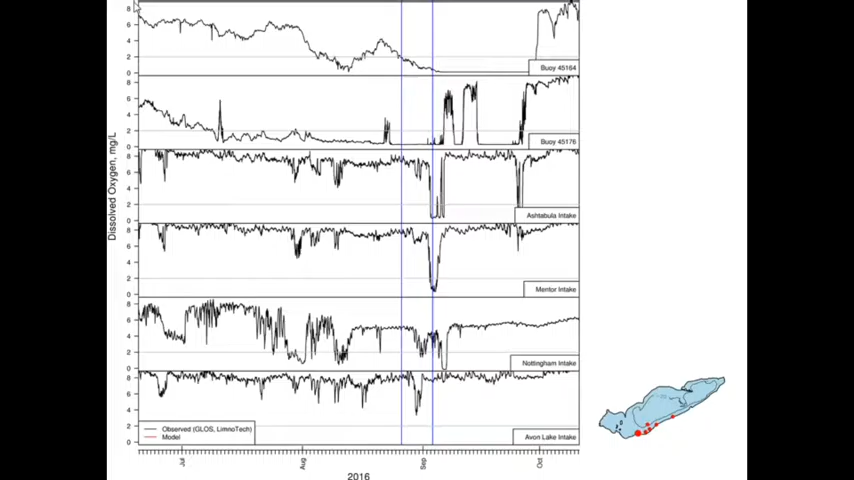 8
6
4
2
0
Buoy 45164
8
6
4
2
0
Buoy 45176
8
6
4
2
0
Ashtabula Intake
8
6
4
2
0
Mentor Intake
8
6
4
2
0
Nottingham Intake
8
6
4
2
0
Avon Lake Intake
Dissolved Oxygen, mg/L
Observed (GLOS, LimnoTech)
Model
Jul
Aug
Sep
Oct
2016